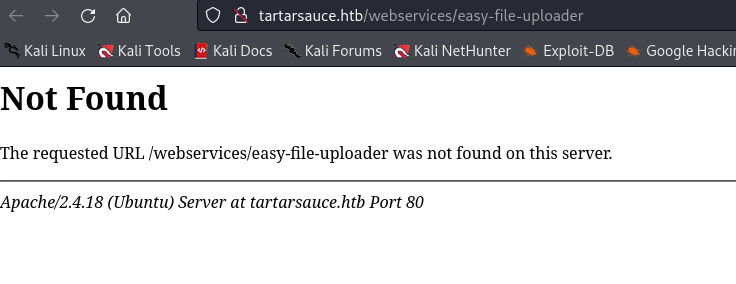 tartarsauce.htb/webservices/easy-file-uploader
Kali Linux Kali Tools Kali Docs Kali Forums Kali NetHunter Exploit-DB Google Hackin
Not Found
The requested URL /webservices/easy-file-uploader was not found on this server.
Apache/2.4.18 (Ubuntu) Server at tartarsauce.htb Port 80